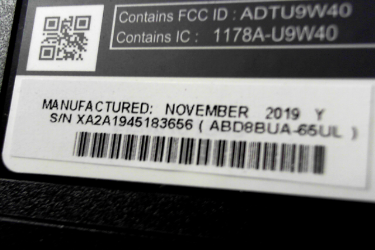 Contains FCC ID : ADTU9W40
Contains IC : 1178A-U9W40
MANUFACTURED: NOVEMBER 2019 Y
S/N XA2A1945183656 ( ABD8BUA-65UL )